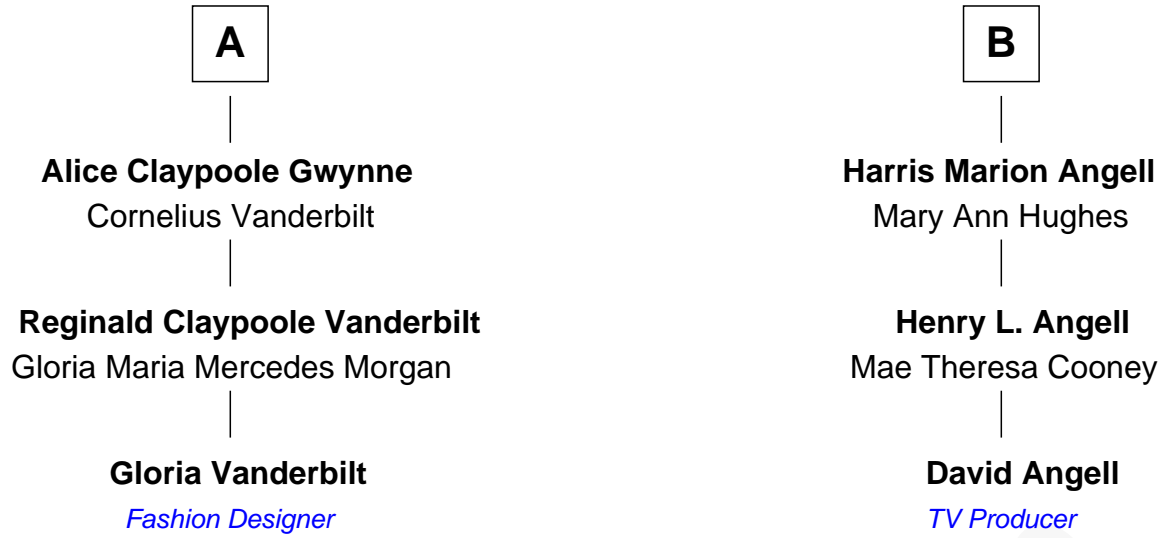 A
B
Alice Claypoole Gwynne
Harris Marion Angell
Cornelius Vanderbilt
Mary Ann Hughes
Reginald Claypoole Vanderbilt
Henry L. Angell
Gloria Maria Mercedes Morgan
Mae Theresa Cooney
Gloria Vanderbilt
David Angell
Fashion Designer
TV Producer